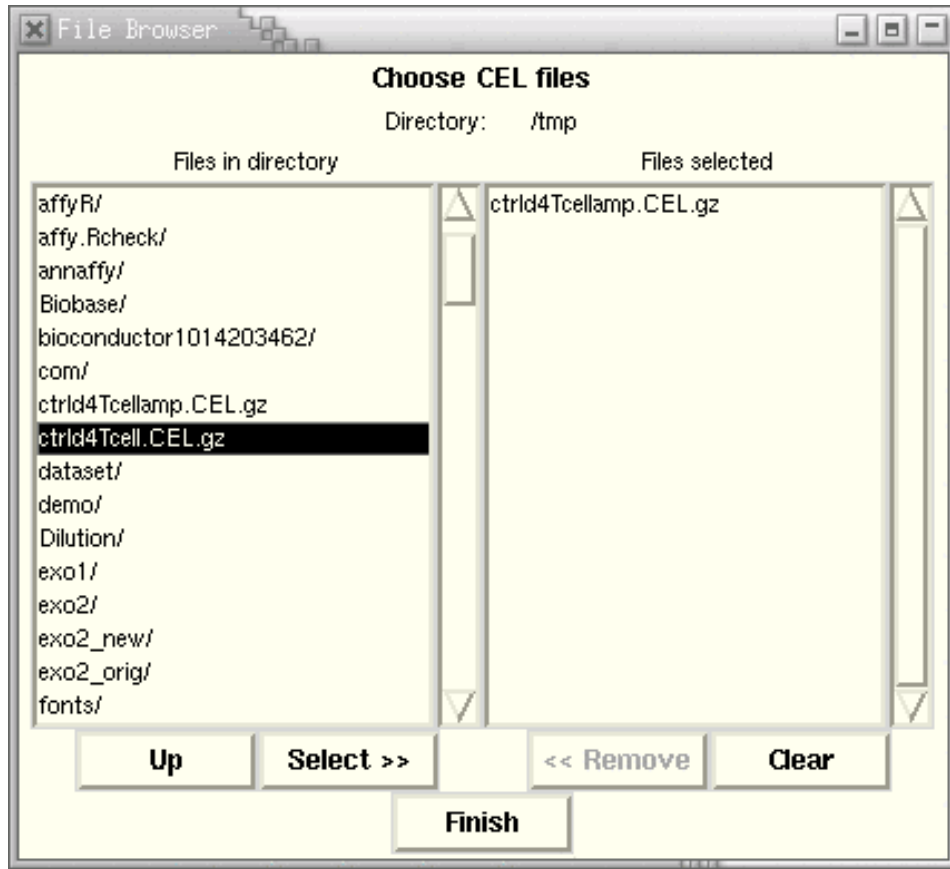 File Browser
Choose CEL files
Directory: /tmp
Files in directory
Files selected
affyR/
affy.Rcheck/
annaffy/
Biobase/
bioconductor1014203462/
com/
ctrld4Tcellamp.CEL.gz
ctrld4Tcell.CEL.gz
dataset/
demo/
Dilution/
exo1/
exo2/
exo2_new/
exo2_orig/
fonts/
ctrld4Tcellamp.CEL.gz
Up
Select >>
<< Remove
Clear
Finish